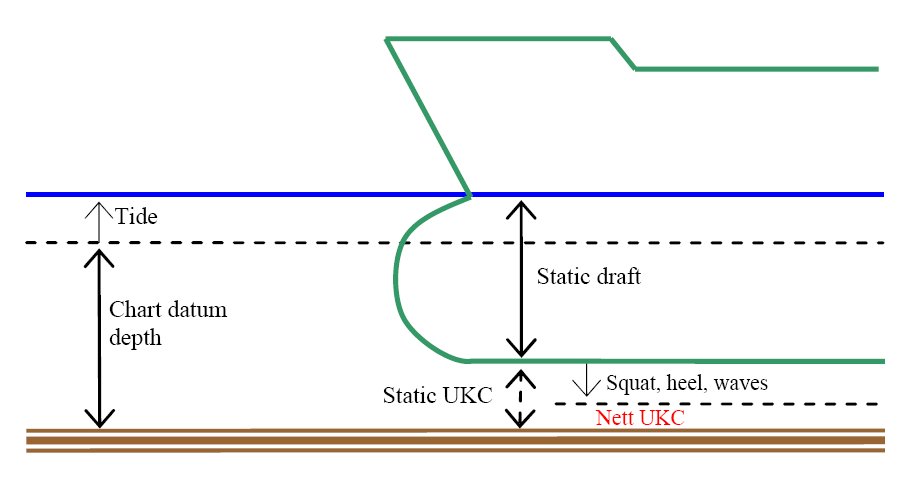 Tide
Static draft
Chart datum
depth
Squat, heel, waves
Static UKC
Nett UKC